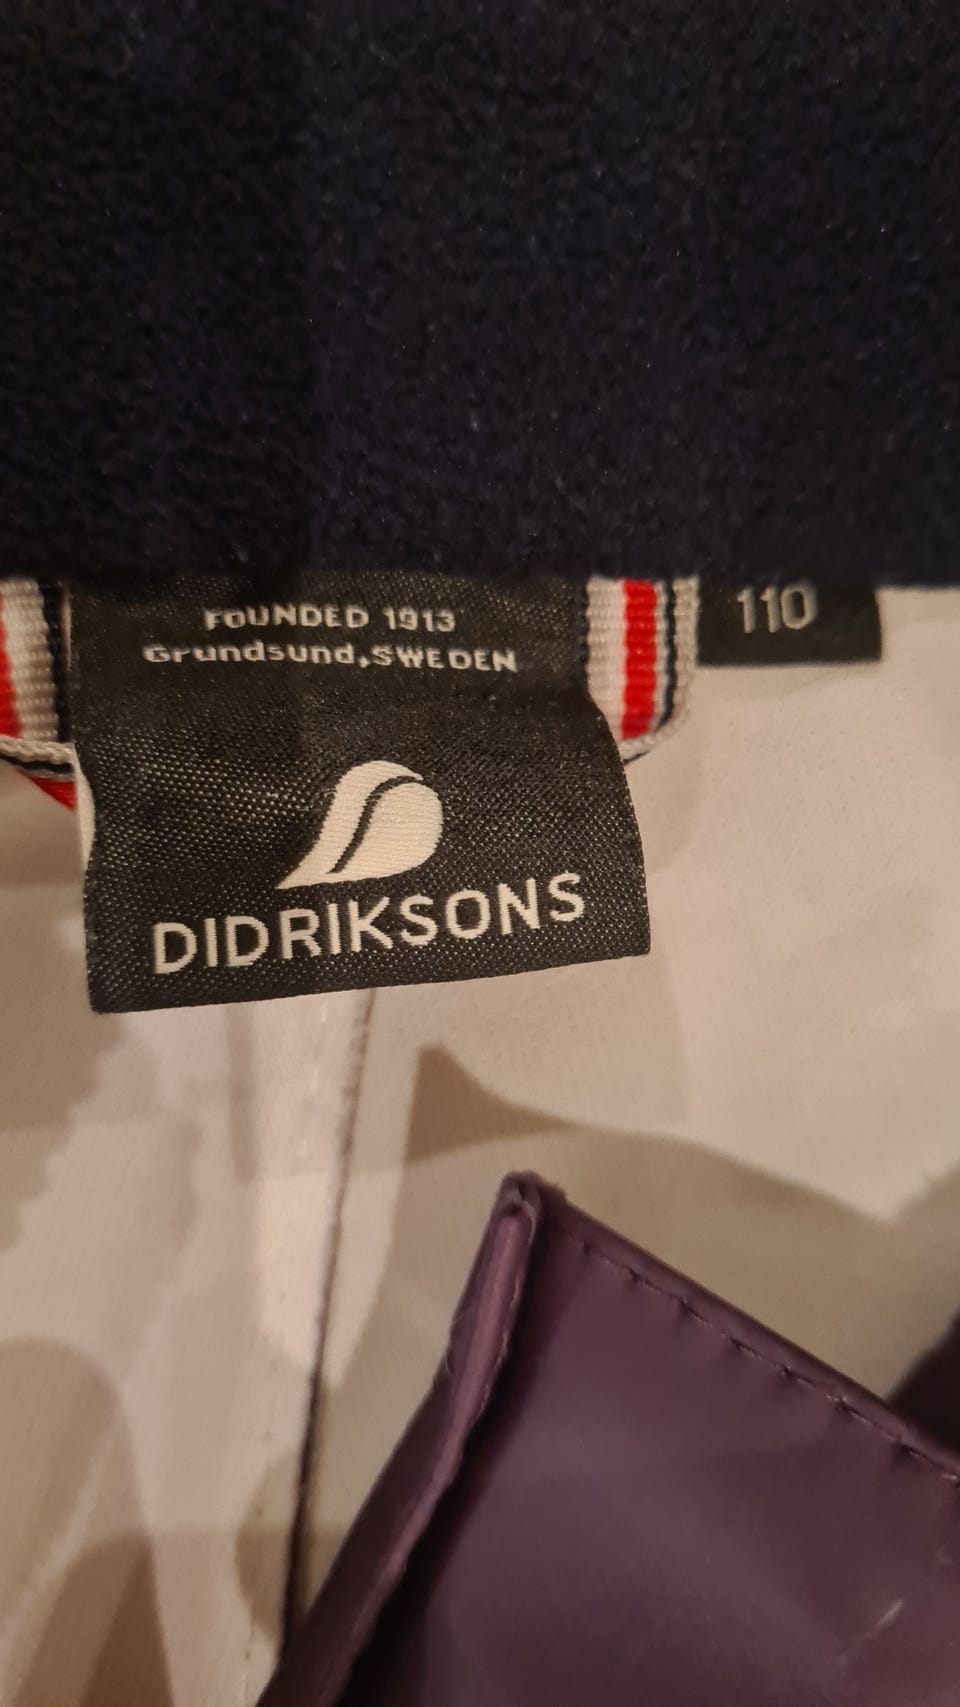 FOUNDED 1913
Grundsund, SWEDEN
DIDRIKSONS
110